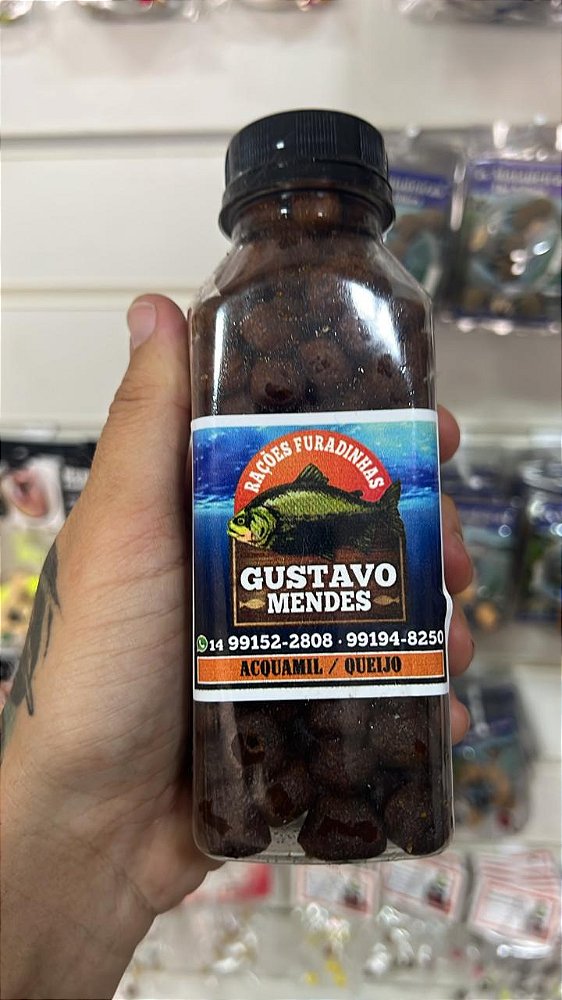 RAÇÕES FURADINHAS
GUSTAVO
MENDES
14 99152-2808 · 99194-8250
ACQUAMIL / QUEIJO